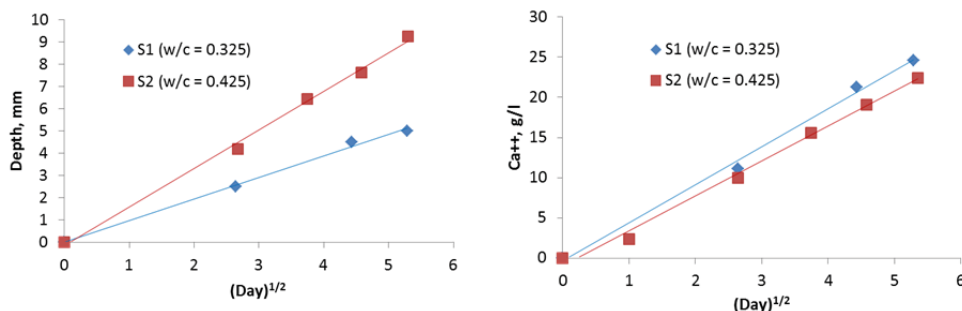 10
9
8
7
6
5
4
3
2
1
0
Depth, mm
S1 (w/c = 0.325)
S2 (w/c = 0.425)
0 1 2 3 4 5 6
(Day)1/2
30
25
20
15
10
5
0
Ca++, g/l
S1 (w/c = 0.325)
S2 (w/c = 0.425)
0 1 2 3 4 5 6
(Day)1/2